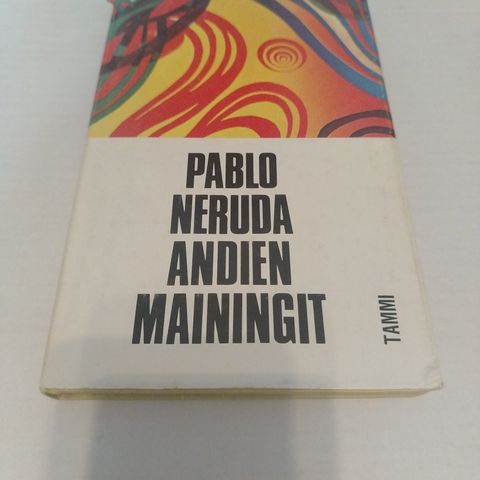 PABLO
NERUDA
ANDIEN
MAININGIT
TAMMI